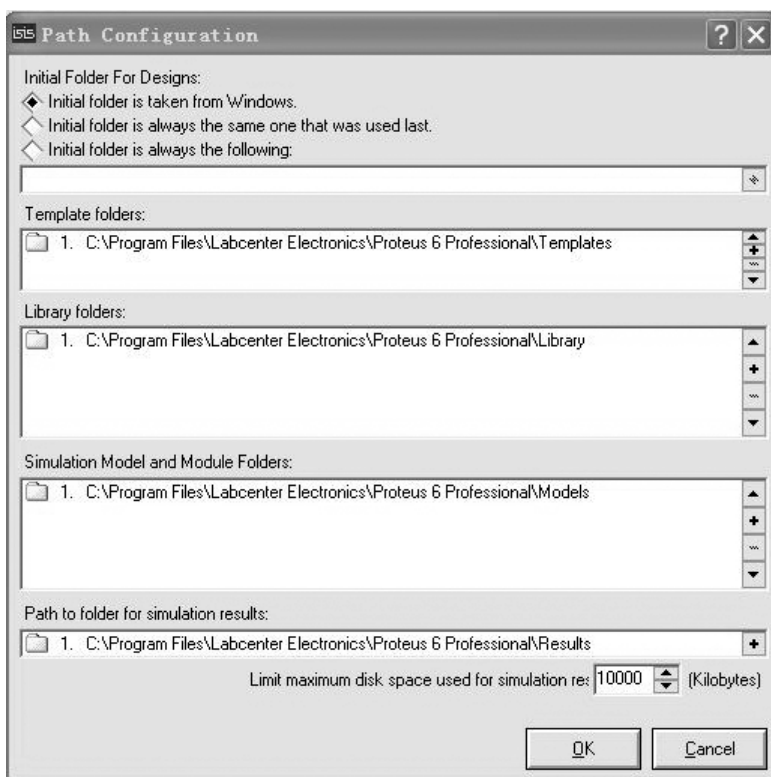 isis Path Configuration
Initial Folder For Designs:
Initial folder is taken from Windows.
Initial folder is always the same one that was used last.
Initial folder is always the following:
Template folders:
1. C:\Program Files\Labcenter Electronics\Proteus 6 Professional\Templates
Library folders:
1. C:\Program Files\Labcenter Electronics\Proteus 6 Professional\Library
Simulation Model and Module Folders:
1. C:\Program Files\Labcenter Electronics\Proteus 6 Professional\Models
Path to folder for simulation results:
1. C:\Program Files\Labcenter Electronics\Proteus 6 Professional\Results
Limit maximum disk space used for simulation res 10000 (Kilobytes)
OK Cancel